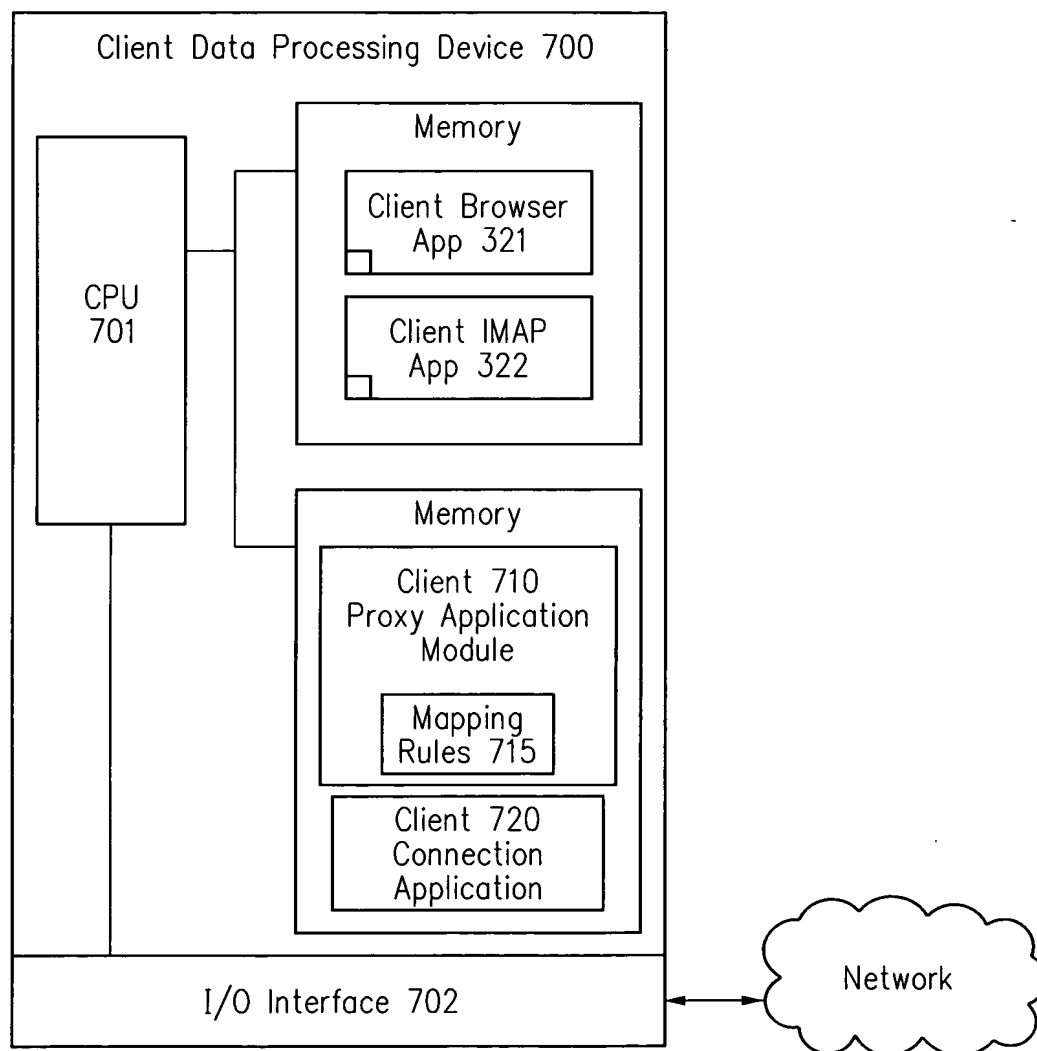 Client Data Processing Device 700
Memory
Client Browser
App 321
Client IMAP
App 322
CPU
701
Memory
Client 710
Proxy Application
Module
Mapping
Rules 715
Client 720
Connection
Application
I/O Interface 702
Network